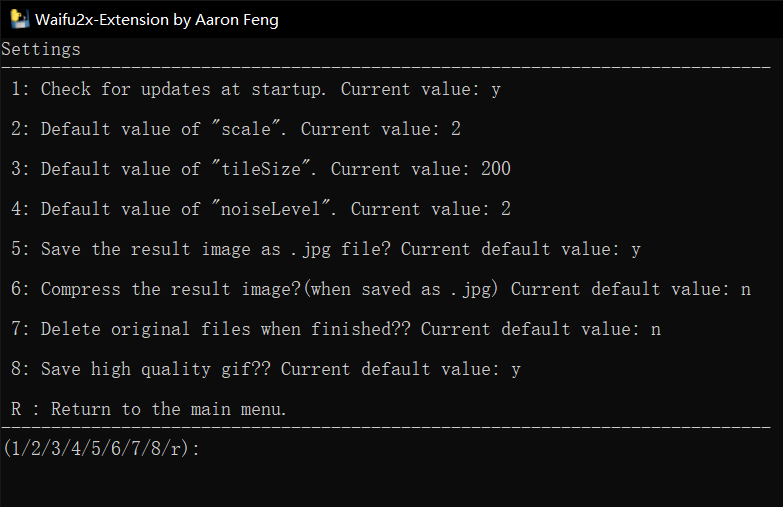 Waifu2x-Extension by Aaron Feng
Settings
--------------------------------------------------------------------------------
1: Check for updates at startup. Current value: y
2: Default value of "scale". Current value: 2
3: Default value of "tileSize". Current value: 200
4: Default value of "noiseLevel". Current value: 2
5: Save the result image as .jpg file? Current default value: y
6: Compress the result image?(when saved as .jpg) Current default value: n
7: Delete original files when finished?? Current default value: n
8: Save high quality gif?? Current default value: y
R : Return to the main menu.
--------------------------------------------------------------------------------
(1/2/3/4/5/6/7/8/r):